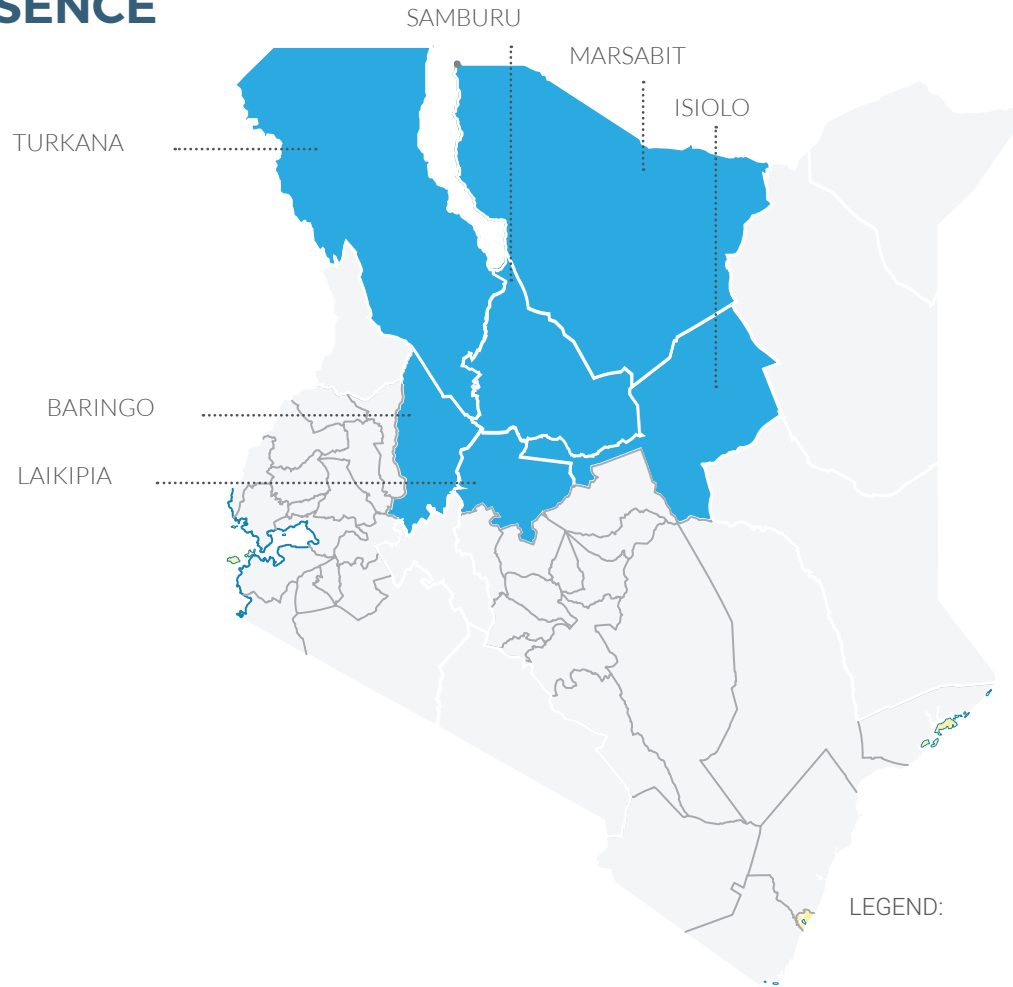 SENCE
SAMBURU
MARSABIT
ISIOLO
TURKANA
BARINGO
LAIKIPIA
LEGEND: